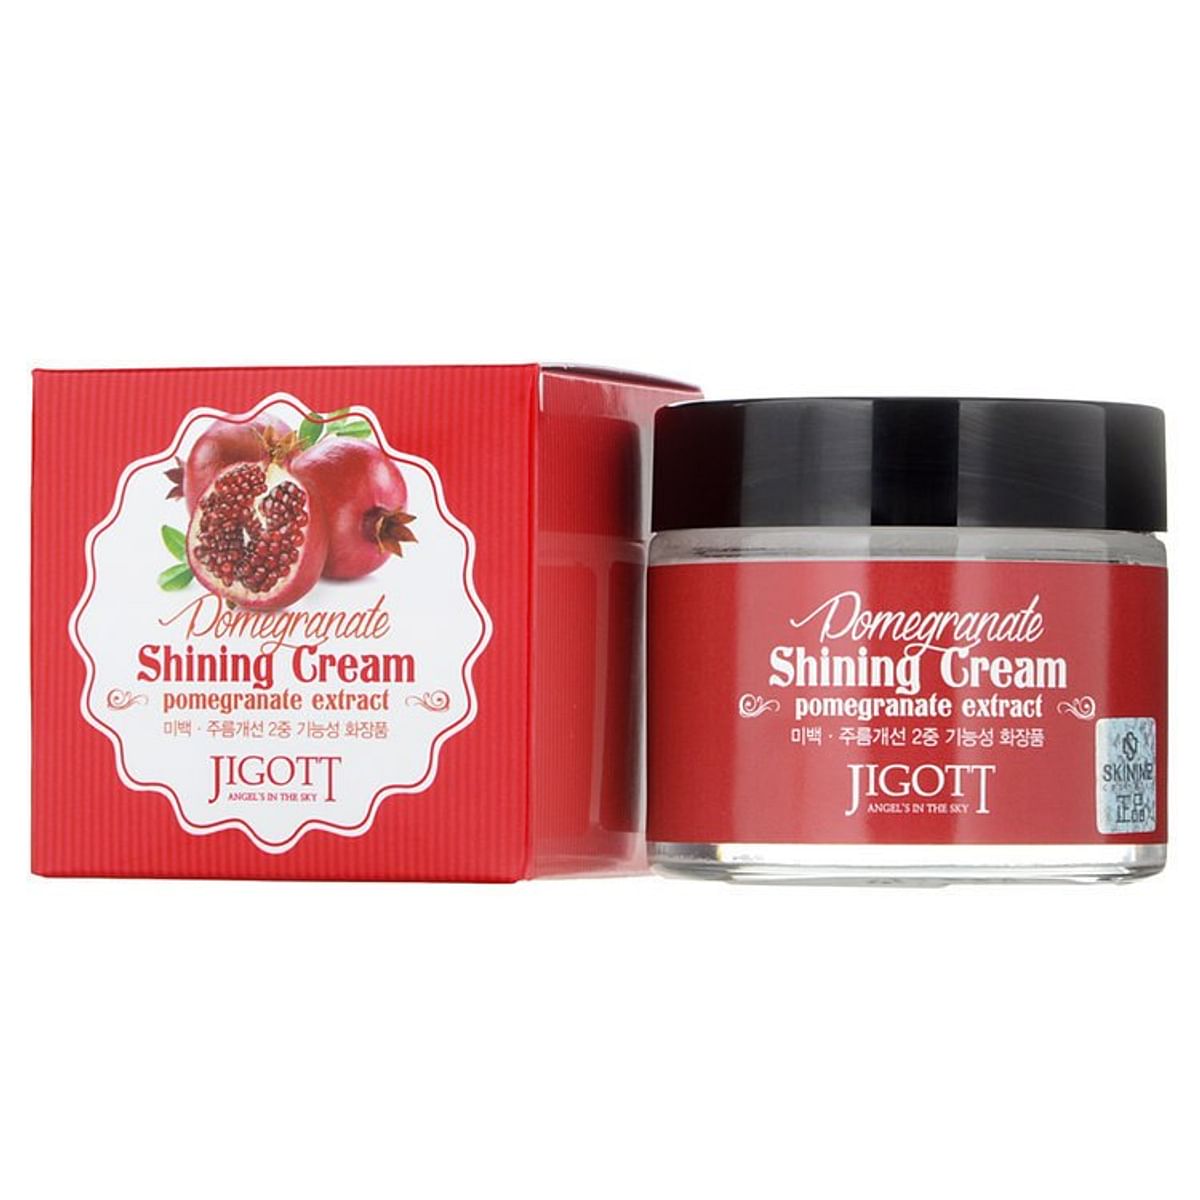 Pomegranate
Shining Cream
pomegranate extract
미백 · 주름개선 2중 기능성 화장품
JIGOTT
ANGEL'S IN THE SKY
Pomegranate
Shining Cream
pomegranate extract
미백 · 주름개선 2중 기능성 화장품
JIGOTT
ANGEL'S IN THE SKY
正品